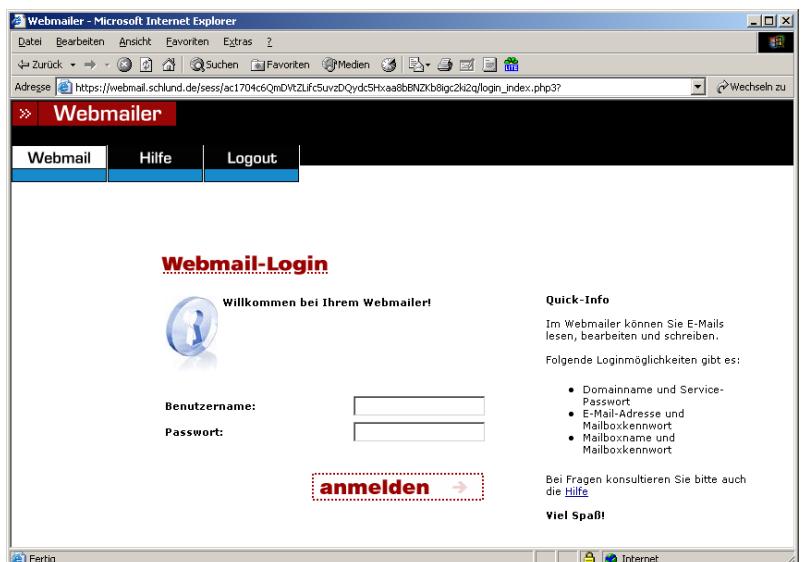 Webmailer - Microsoft Internet Explorer
Datei Bearbeiten Ansicht Favoriten Extras ?
Zurück Suchen Favoriten Medien
Adresse https://webmail.schlund.de/sess/ac1704c6QmDVtZLifc5uvzDQydc5Hxaa8bBNZKb8igc2ki2q/login_index.php3? Wechseln zu
» Webmailer
Webmail Hilfe Logout
Webmail-Login
Willkommen bei Ihrem Webmailer!
Benutzername:
Passwort:
anmelden
Quick-Info
Im Webmailer können Sie E-Mails
lesen, bearbeiten und schreiben.
Folgende Loginmöglichkeiten gibt es:
• Domainname und Service-
Passwort
• E-Mail-Adresse und
Mailboxkennwort
• Mailboxname und
Mailboxkennwort
Bei Fragen konsultieren Sie bitte auch
die Hilfe
Viel Spaß!
Fertig Internet